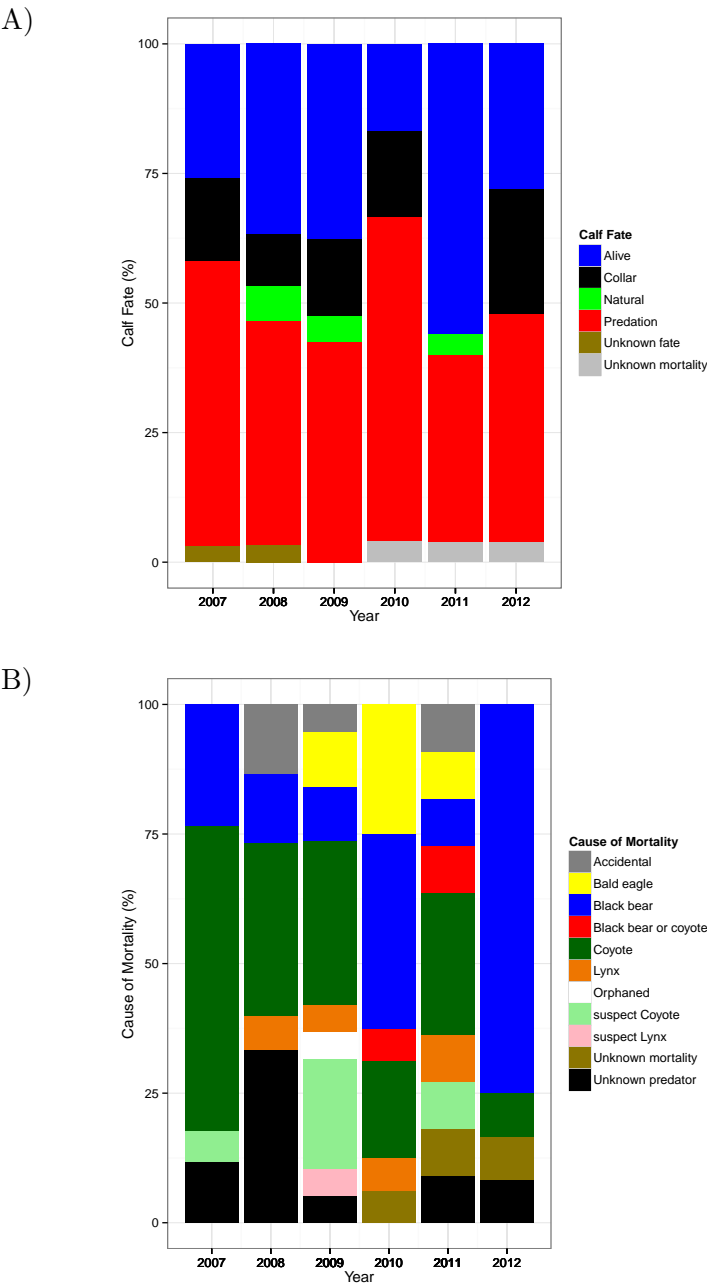 A)
100
75
50
25
0
Calf Fate (%)
2007 2008 2009 2010 2011 2012
Year
Calf Fate
Alive
Collar
Natural
Predation
Unknown fate
Unknown mortality
B)
100
75
50
25
0
Cause of Mortality (%)
2007 2008 2009 2010 2011 2012
Year
Cause of Mortality
Accidental
Bald eagle
Black bear
Black bear or coyote
Coyote
Lynx
Orphaned
suspect Coyote
suspect Lynx
Unknown mortality
Unknown predator